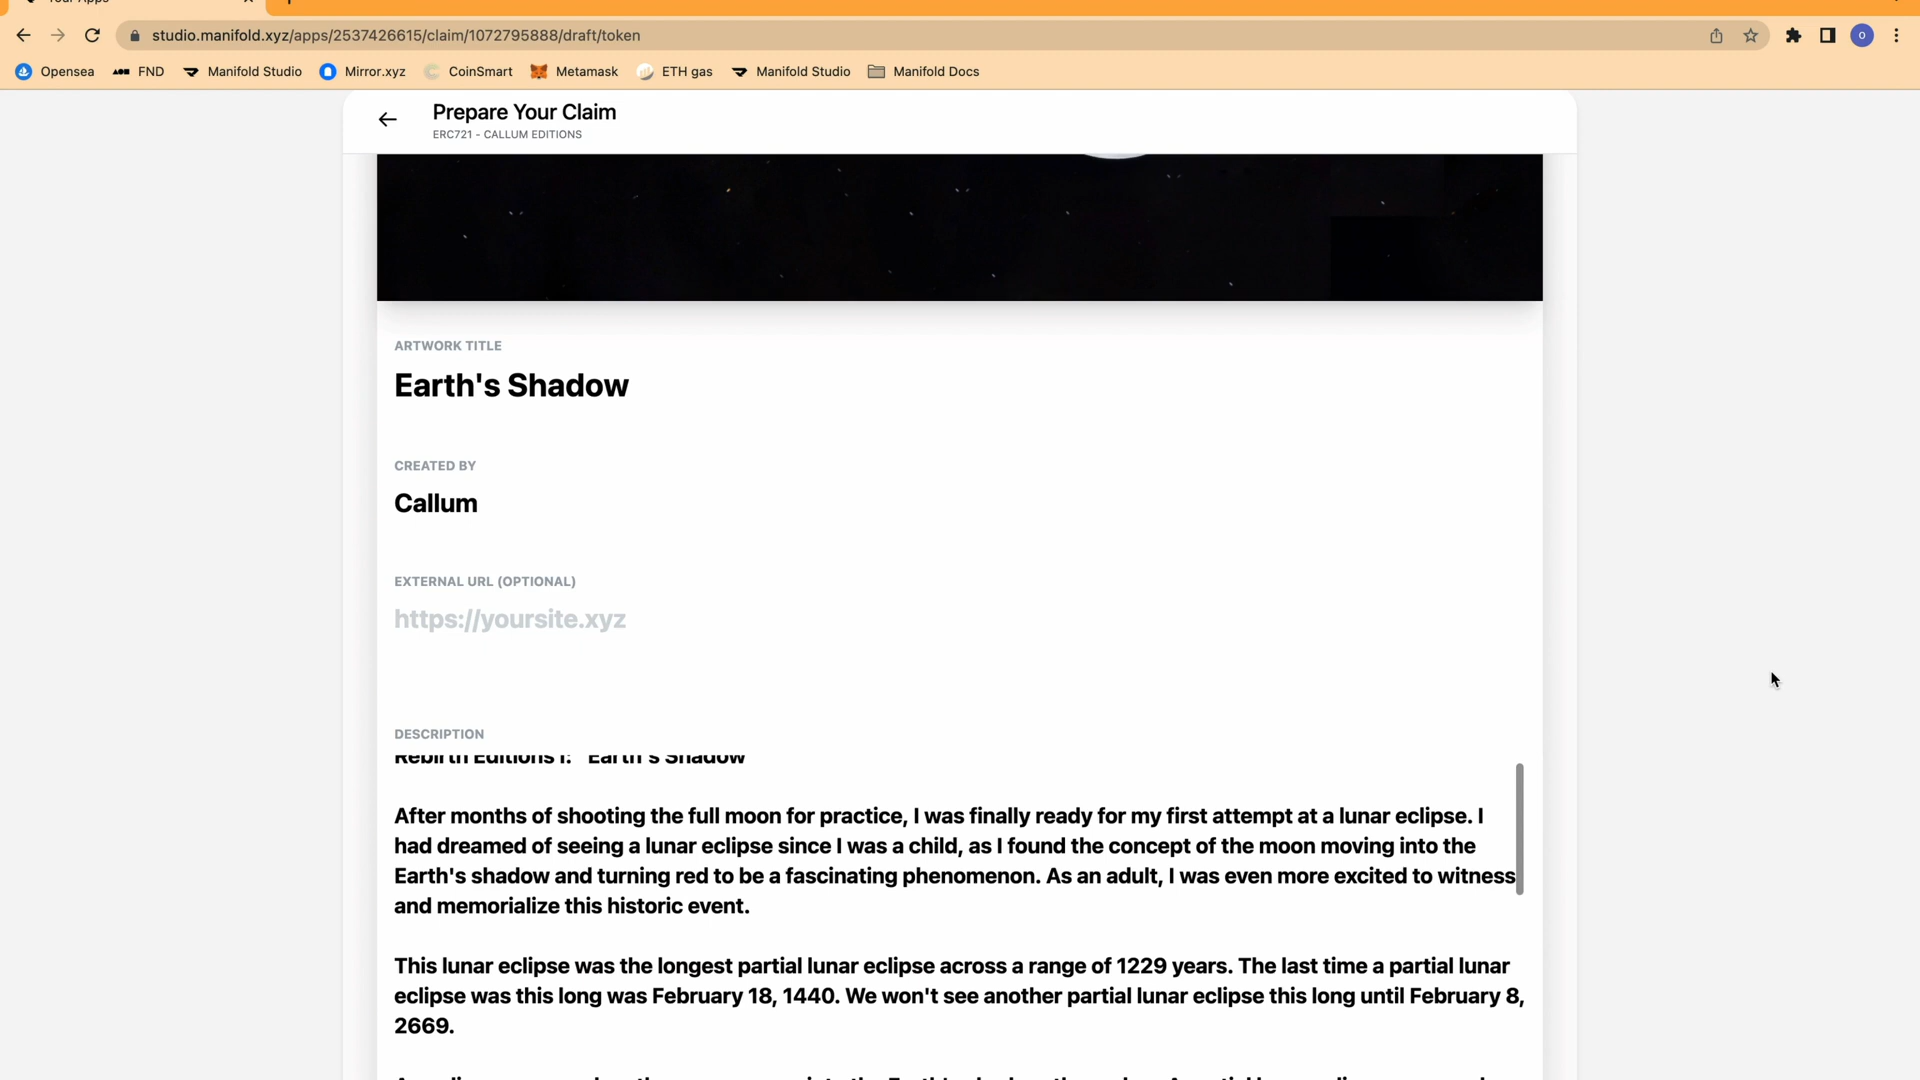 studio.manifold.xyz/apps/2537426615/claim/1072795888/draft/token
O
Opensea FND Manifold Studio Mirror.xyz CoinSmart Metamask ETH gas Manifold Studio Manifold Docs
Prepare Your Claim
ERC721 - CALLUM EDITIONS
ARTWORK TITLE
Earth's Shadow
CREATED BY
Callum
EXTERNAL URL (OPTIONAL)
https://yoursite.xyz
DESCRIPTION
Rebirth Editions I: "Earth's Shadow
After months of shooting the full moon for practice, I was finally ready for my first attempt at a lunar eclipse. I
had dreamed of seeing a lunar eclipse since I was a child, as I found the concept of the moon moving into the
Earth's shadow and turning red to be a fascinating phenomenon. As an adult, I was even more excited to witness
and memorialize this historic event.
This lunar eclipse was the longest partial lunar eclipse across a range of 1229 years. The last time a partial lunar
eclipse was this long was February 18, 1440. We won't see another partial lunar eclipse this long until February 8,
2669.